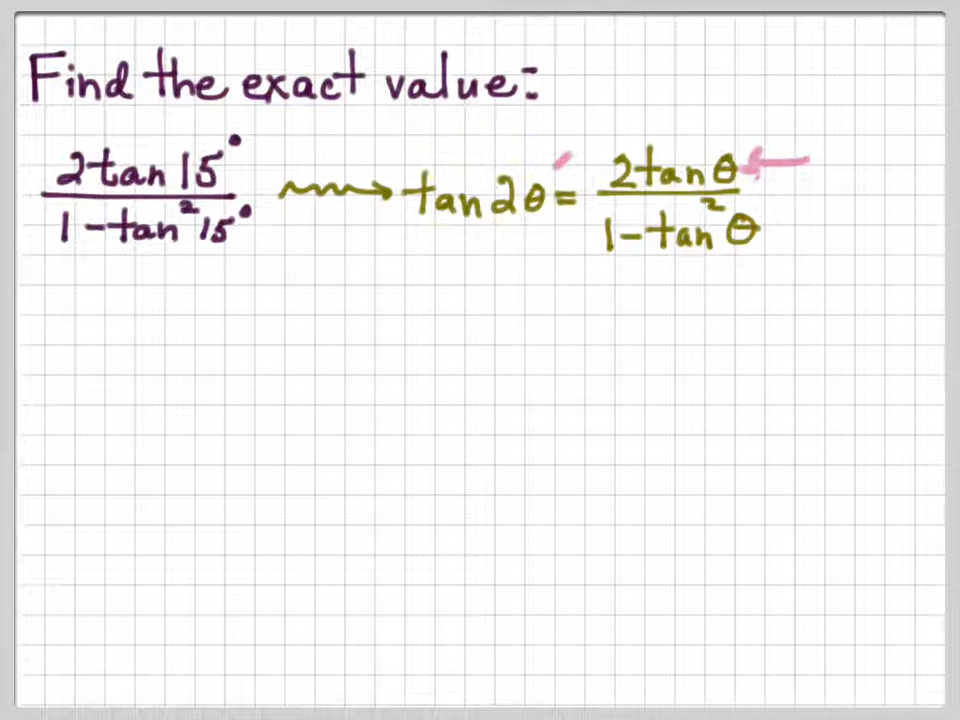 Find the exact value:
2tan 15° / 1 - tan² 15° → tan 2θ = 2tan θ / 1 - tan² θ